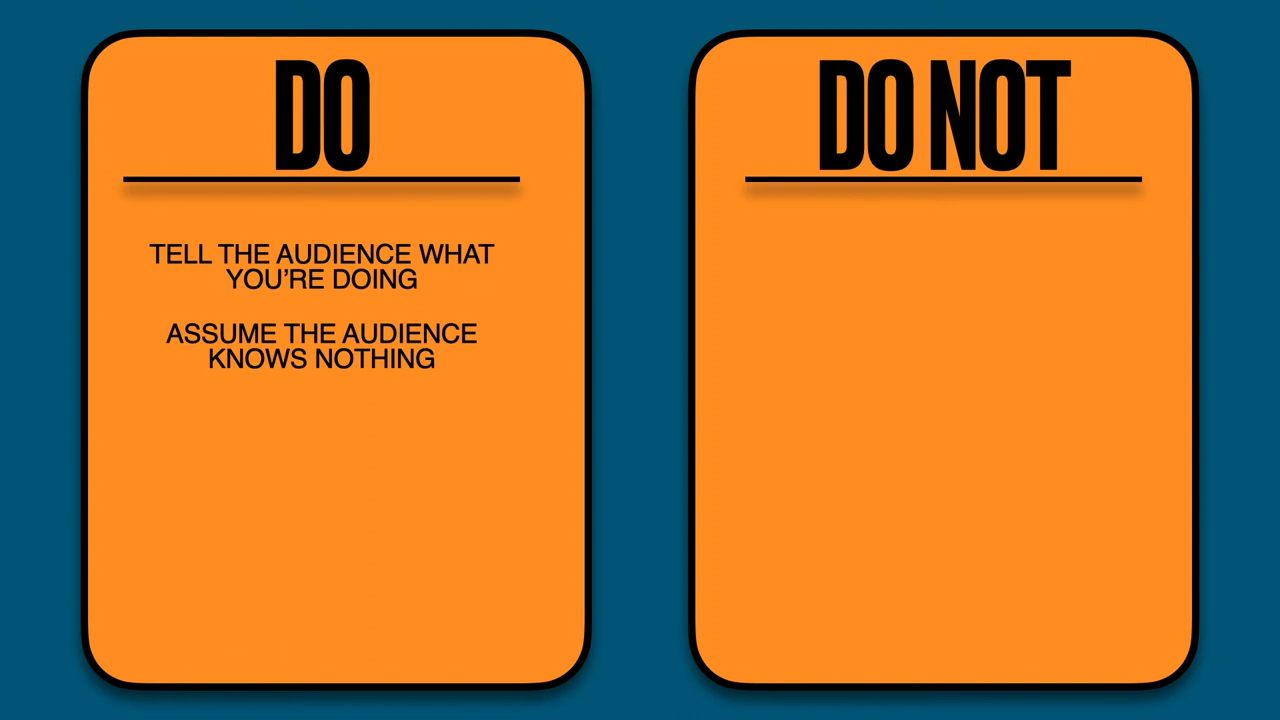 DO
TELL THE AUDIENCE WHAT
YOU’RE DOING
ASSUME THE AUDIENCE
KNOWS NOTHING
DO NOT